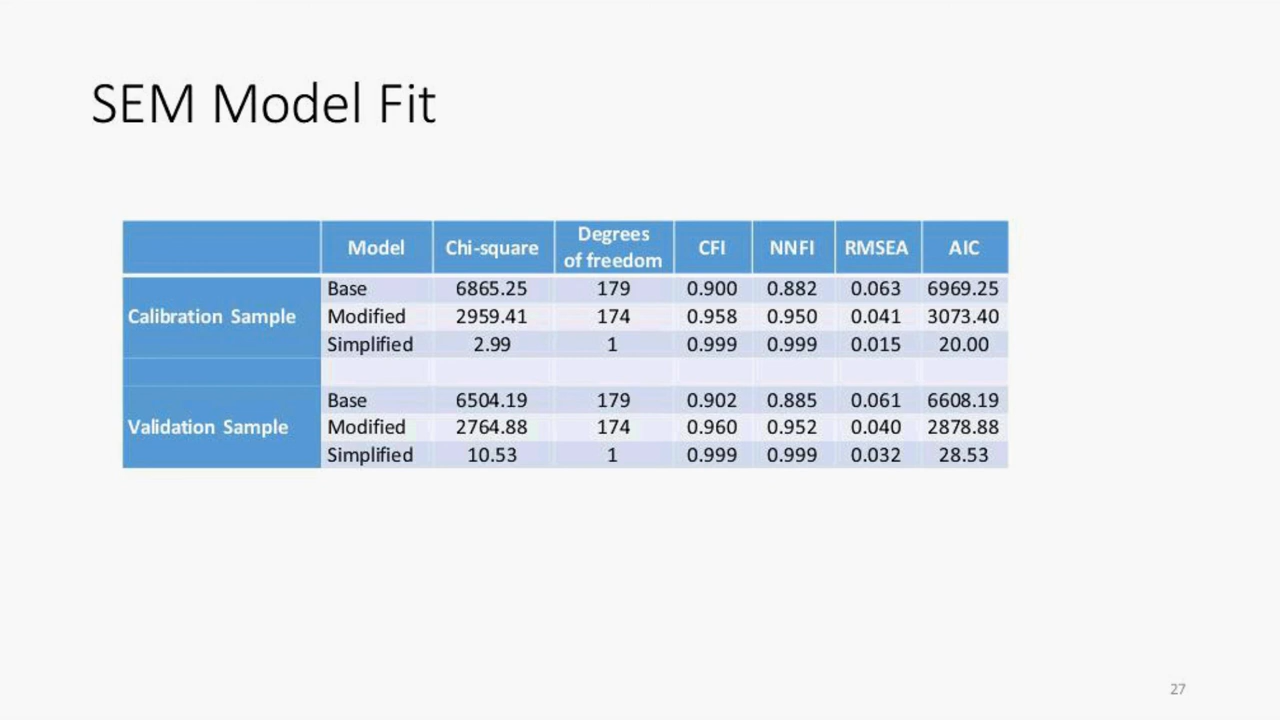 SEM Model Fit
Model Chi-square Degrees of freedom CFI NNFI RMSEA AIC
Calibration Sample
Base 6865.25 179 0.900 0.882 0.063 6969.25
Modified 2959.41 174 0.958 0.950 0.041 3073.40
Simplified 2.99 1 0.999 0.999 0.015 20.00
Validation Sample
Base 6504.19 179 0.902 0.885 0.061 6608.19
Modified 2764.88 174 0.960 0.952 0.040 2878.88
Simplified 10.53 1 0.999 0.999 0.032 28.53
27